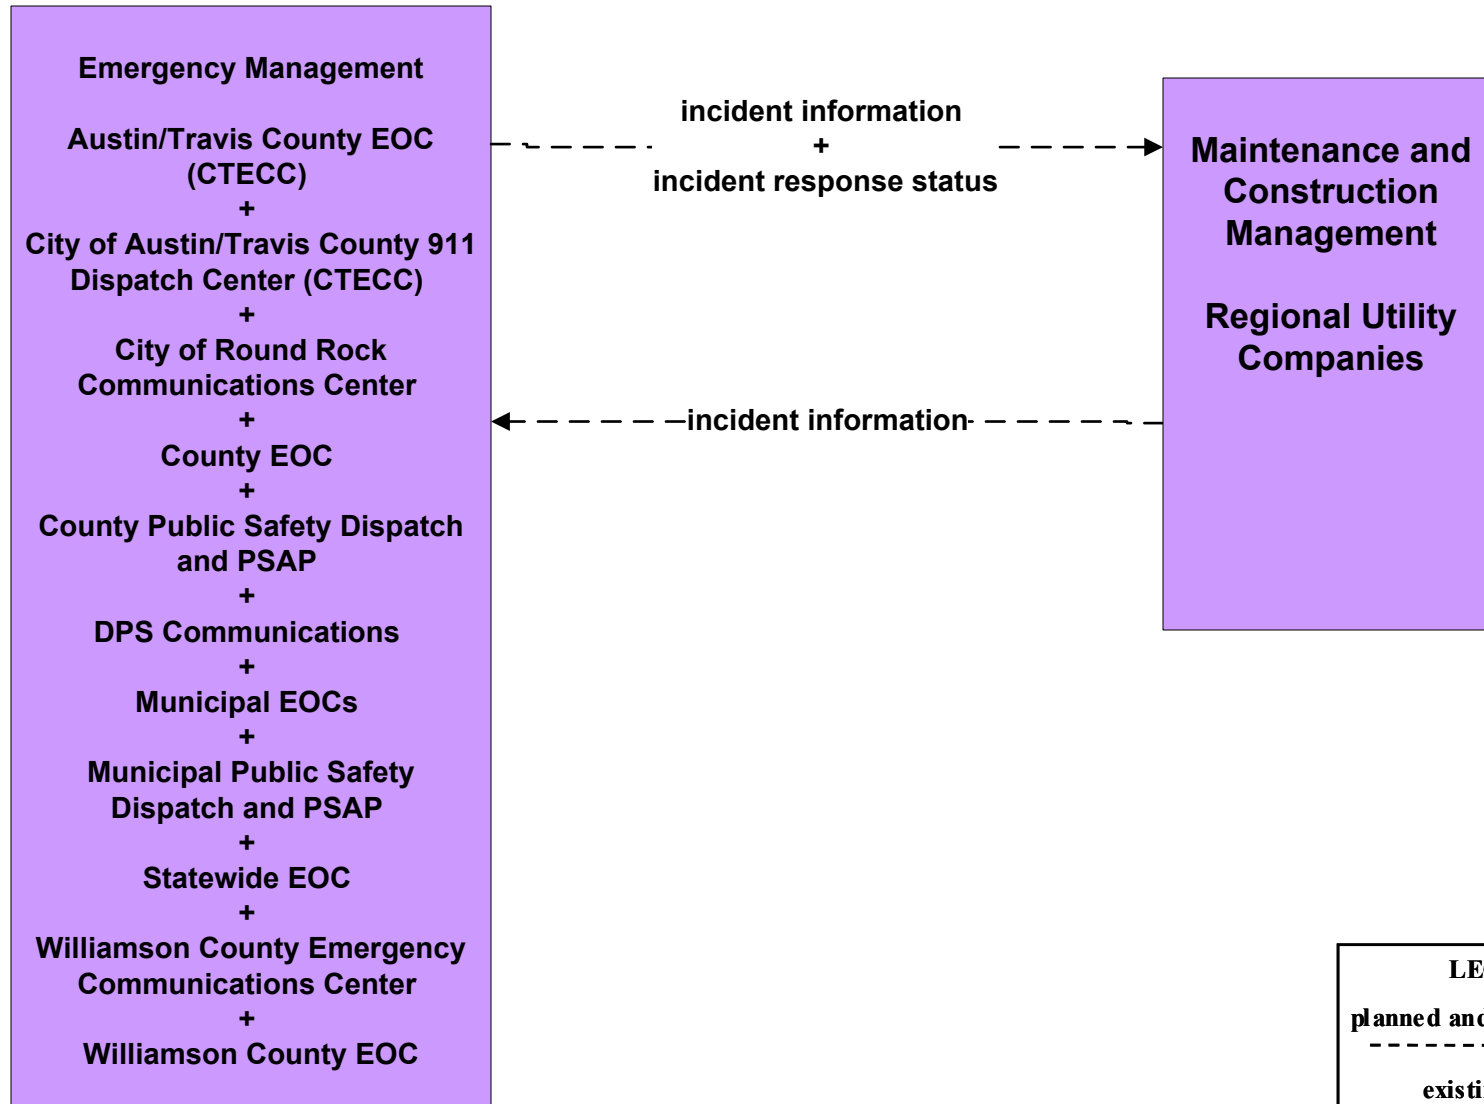 Emergency Management
Austin/Travis County EOC
(CTECC)
+
City of Austin/Travis County 911
Dispatch Center (CTECC)
+
City of Round Rock
Communications Center
+
County EOC
+
County Public Safety Dispatch
and PSAP
+
DPS Communications
+
Municipal EOCs
+
Municipal Public Safety
Dispatch and PSAP
+
Statewide EOC
+
Williamson County Emergency
Communications Center
+
Williamson County EOC
incident information
+
incident response status
incident information
Maintenance and
Construction
Management
Regional Utility
Companies
planned